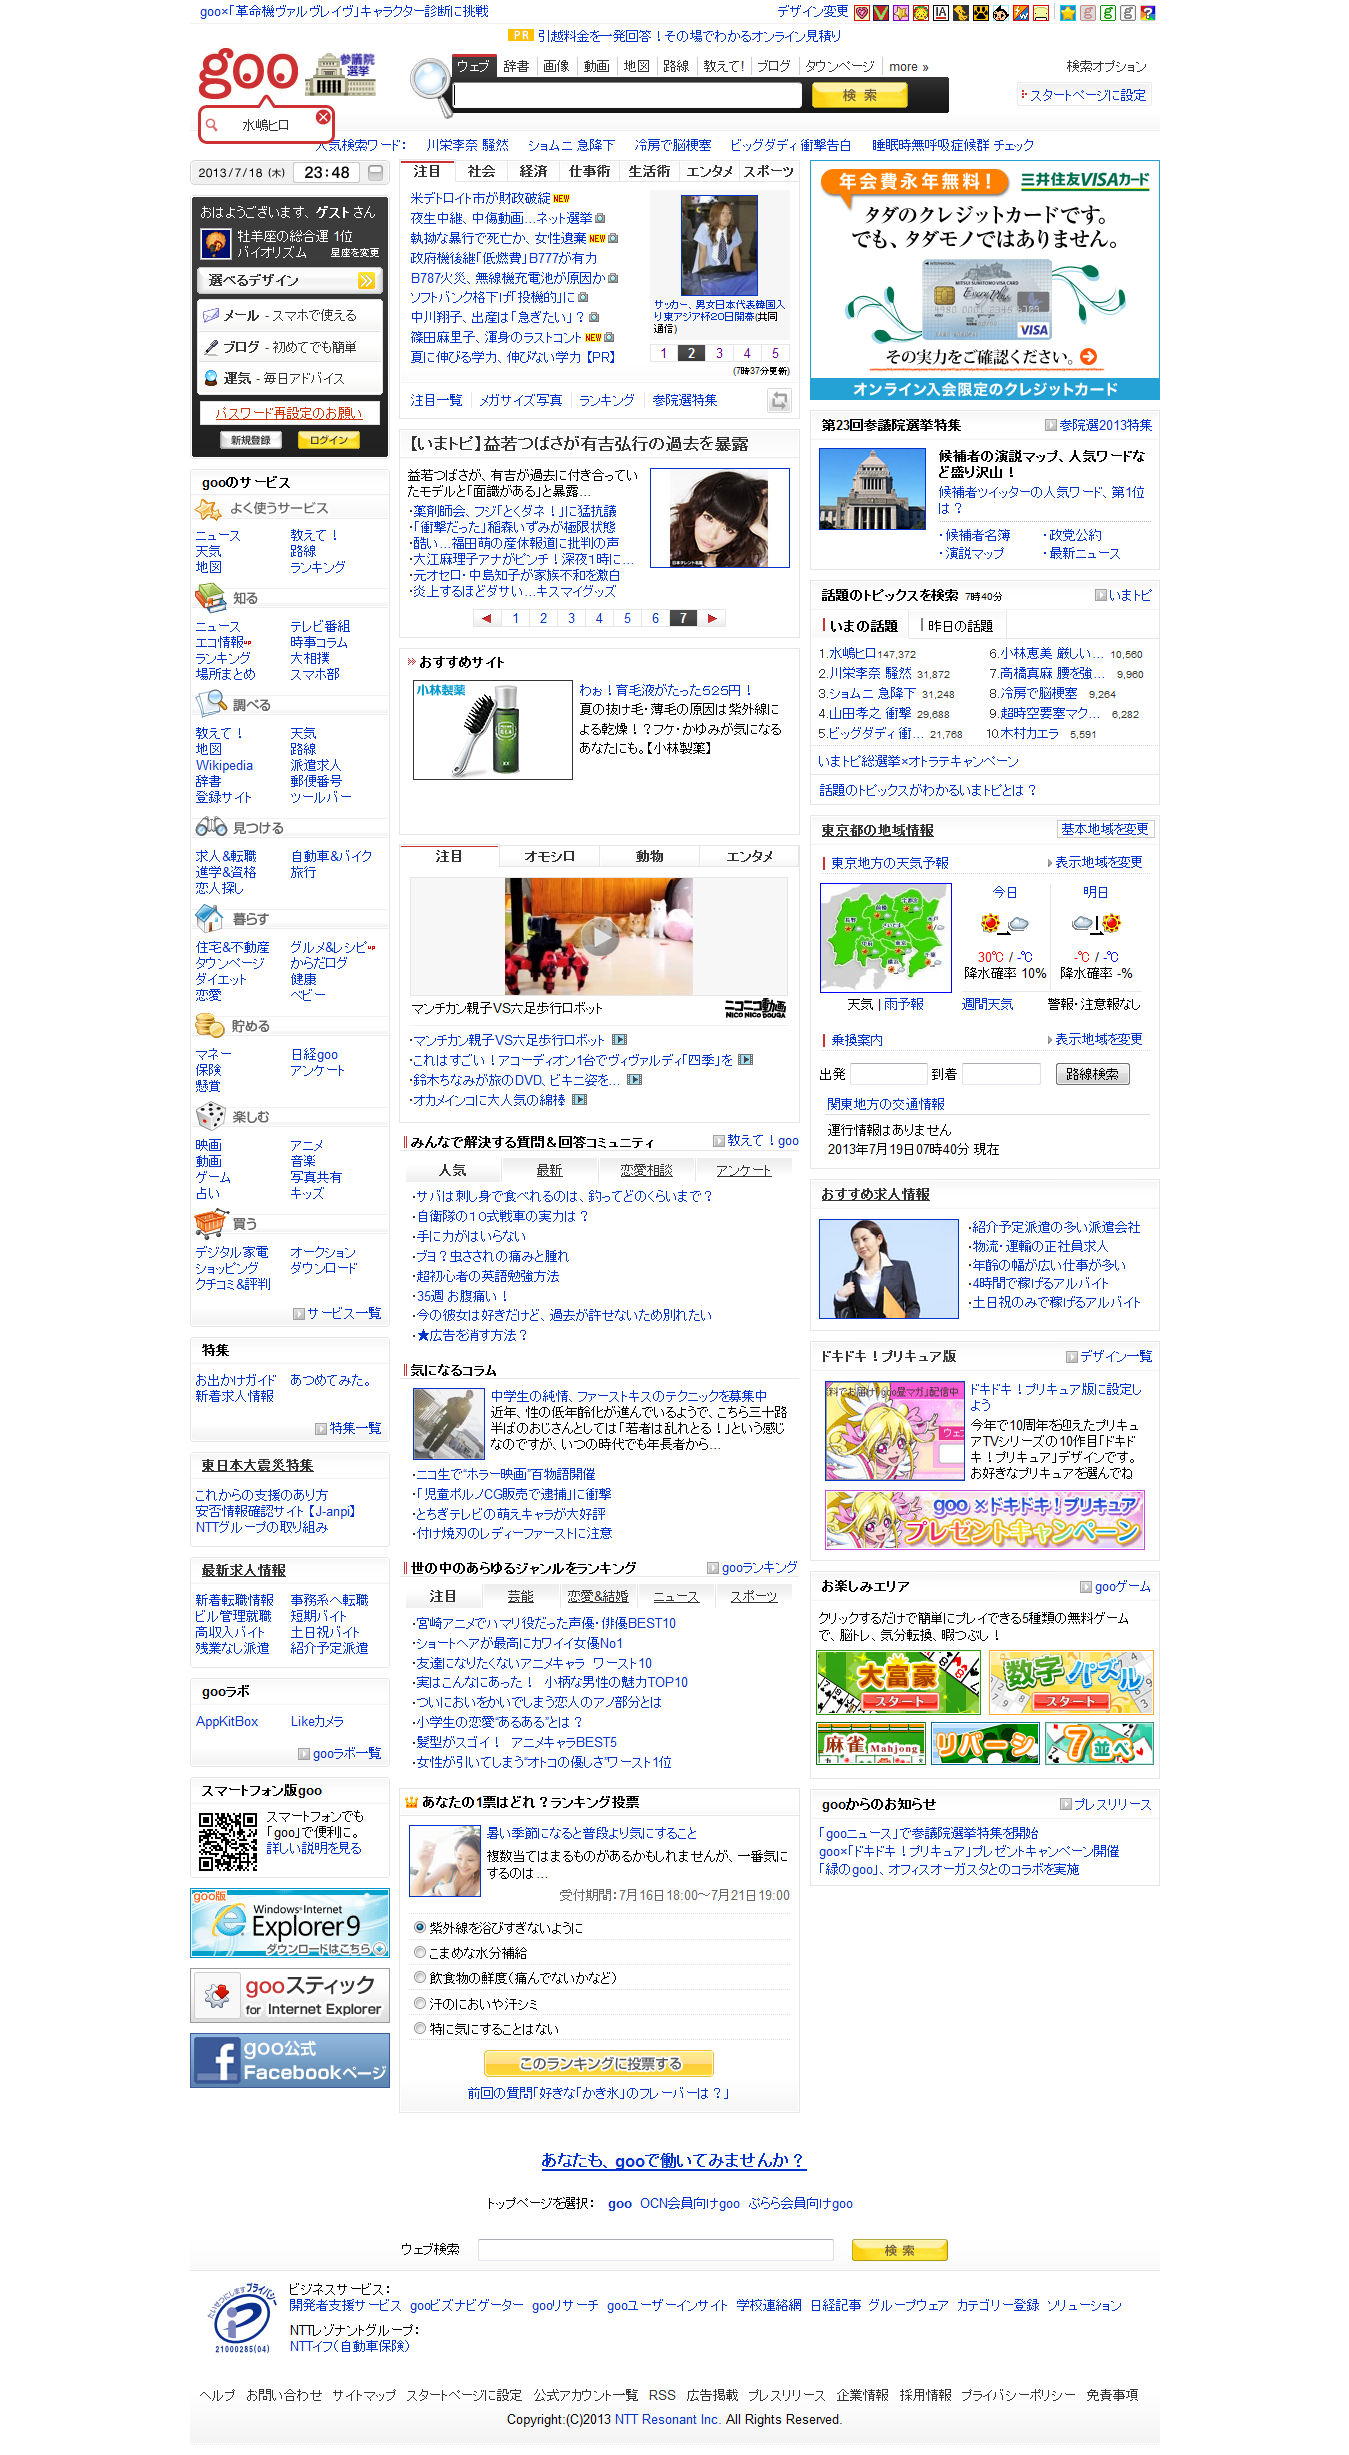 goo×「革命機ヴァルヴレイヴ」キャラクター診断に挑戦
デザイン変更
PR 引越料金を一発回答！その場でわかるオンライン見積り
goo 参議院選挙
水嶋ヒロ
ウェブ 辞書 画像 動画 地図 路線 教えて! ブログ タウンページ more »
検索
検索オプション
スタートページに設定
人気検索ワード： 川栄李奈 騒然 ショムニ 急降下 冷房で脳梗塞 ビッグダディ 衝撃告白 睡眠時無呼吸症候群 チェック
2013/7/18 (木) 23:48
おはようございます、ゲストさん
牡羊座の総合運 1位
バイオリズム 星座を変更
選べるデザイン
メール - スマホで使える
ブログ - 初めてでも簡単
運気 - 毎日アドバイス
パスワード再設定のお願い
新規登録 ログイン
gooのサービス
よく使うサービス
ニュース 教えて！
天気 路線
地図 ランキング
知る
ニュース テレビ番組
エコ情報 時事コラム
ランキング 大相撲
場所まとめ スマホ部
調べる
教えて！ 天気
地図 路線
Wikipedia 派遣求人
辞書 郵便番号
登録サイト ツールバー
見つける
求人&転職 自動車&バイク
進学&資格 旅行
恋人探し
暮らす
住宅&不動産 グルメ&レシピ
タウンページ からだログ
ダイエット 健康
恋愛 ベビー
貯める
マネー 日経goo
保険 アンケート
懸賞
楽しむ
映画 アニメ
動画 音楽
ゲーム 写真共有
占い キッズ
買う
デジタル家電 オークション
ショッピング ダウンロード
クチコミ&評判
サービス一覧
特集
お出かけガイド あつめてみた。
新着求人情報
特集一覧
東日本大震災特集
これからの支援のあり方
安否情報確認サイト【J-anpi】
NTTグループの取り組み
最新求人情報
新着転職情報 事務系へ転職
ビル管理就職 短期バイト
高収入バイト 土日祝バイト
残業なし派遣 紹介予定派遣
gooラボ
AppKitBox Likeカメラ
gooラボ一覧
スマートフォン版goo
スマートフォンでも
「goo」で便利に。
詳しい説明を見る
goo版
Windows Internet
Explorer 9
ダウンロードはこちら
gooスティック
for Internet Explorer
goo公式
Facebookページ
注目 社会 経済 仕事術 生活術 エンタメ スポーツ
米デトロイト市が財政破綻 NEW
夜生中継、中傷動画…ネット選挙
執拗な暴行で死亡か、女性遺棄 NEW
政府機後継「低燃費」B777が有力
B787火災、無線機充電池が原因か
ソフトバンク格下げ「投機的」に
中川翔子、出産は「急ぎたい」？
篠田麻里子、渾身のラストコント NEW
夏に伸びる学力、伸びない学力【PR】
サッカー、男女日本代表韓国入り東アジア杯20日開幕(共同通信)
1 2 3 4 5
(7時37分更新)
注目一覧 メガサイズ写真 ランキング 参院選特集
【いまトピ】益若つばさが有吉弘行の過去を暴露
益若つばさが、有吉が過去に付き合ってい
たモデルと「面識がある」と暴露…
・薬剤師会、フジ「とくダネ！」に猛抗議
・「衝撃だった」稲森いずみが極限状態
・酷い…福田萌の産休報道に批判の声
・大江麻理子アナがピンチ！深夜1時に…
・元オセロ・中島知子が家族不和を激白
・炎上するほどダサい…キスマイグッズ
日本タレント名鑑
1 2 3 4 5 6 7
おすすめサイト
小林製薬
わぉ！育毛液がたった５２５円！
夏の抜け毛・薄毛の原因は紫外線に
よる乾燥！？フケ・かゆみが気になる
あなたにも。【小林製薬】
注目 オモシロ 動物 エンタメ
マンチカン親子VS六足歩行ロボット
ニコニコ動画
NICO NICO DOUGA
・マンチカン親子VS六足歩行ロボット
・これはすごい！アコーディオン1台でヴィヴァルディ「四季」を
・鈴木ちなみが旅のDVD、ビキニ姿を…
・オカメインコに大人気の綿棒
みんなで解決する質問＆回答コミュニティ 教えて！goo
人気 最新 恋愛相談 アンケート
・サバは刺し身で食べれるのは、釣ってどのくらいまで？
・自衛隊の１０式戦車の実力は？
・手に力がはいらない
・ブヨ？虫さされの痛みと腫れ
・超初心者の英語勉強方法
・35週 お腹痛い！
・今の彼女は好きだけど、過去が許せないため別れたい
・★広告を消す方法？
気になるコラム
中学生の純情、ファーストキスのテクニックを募集中
近年、性の低年齢化が進んでいるようで、こちら三十路
半ばのおじさんとしては「若者は乱れとる！」という感じ
なのですが、いつの時代でも年長者から…
・ニコ生で“ホラー映画”百物語開催
・「児童ポルノCG販売で逮捕」に衝撃
・とちぎテレビの萌えキャラが大好評
・付け焼刃のレディーファーストに注意
世の中のあらゆるジャンルをランキング gooランキング
注目 芸能 恋愛&結婚 ニュース スポーツ
・宮崎アニメでハマリ役だった声優・俳優BEST10
・ショートヘアが最高にカワイイ女優No1
・友達になりたくないアニメキャラ ワースト10
・実はこんなにあった！ 小柄な男性の魅力TOP10
・ついにおいをかいでしまう恋人のアノ部分とは
・小学生の恋愛“あるある”とは？
・髪型がスゴイ！ アニメキャラBEST5
・女性が引いてしまう“オトコの優しさ”ワースト1位
あなたの1票はどれ？ランキング投票
暑い季節になると普段より気にすること
複数当てはまるものがあるかもしれませんが、一番気に
するのは…
受付期間：7月16日18:00～7月21日19:00
紫外線を浴びすぎないように
こまめな水分補給
飲食物の鮮度（痛んでないかなど）
汗のにおいや汗シミ
特に気にすることはない
このランキングに投票する
前回の質問「好きな「かき氷」のフレーバーは？」
年会費永年無料！ 三井住友VISAカード
タダのクレジットカードです。
でも、タダモノではありません。
その実力をご確認ください。
オンライン入会限定のクレジットカード
第23回参議院選挙特集 参院選2013特集
候補者の演説マップ、人気ワードな
ど盛り沢山！
候補者ツイッターの人気ワード、第1位
は？
・候補者名簿 ・政党公約
・演説マップ ・最新ニュース
話題のトピックスを検索 7時40分 いまトピ
いまの話題 昨日の話題
1.水嶋ヒロ 147,372 6.小林恵美 厳しい… 10,560
2.川栄李奈 騒然 31,872 7.高橋真麻 腰を強… 9,960
3.ショムニ 急降下 31,248 8.冷房で脳梗塞 9,264
4.山田孝之 衝撃 29,688 9.超時空要塞マク… 6,282
5.ビッグダディ 衝… 21,768 10.木村カエラ 5,591
いまトピ総選挙×オトラテキャンペーン
話題のトピックスがわかるいまトピとは？
東京都の地域情報 基本地域を変更
東京地方の天気予報 表示地域を変更
今日 明日
30℃ / -℃ -℃ / -℃
降水確率 10% 降水確率 -%
天気 | 雨予報 週間天気 警報・注意報なし
乗換案内 表示地域を変更
出発 到着 路線検索
関東地方の交通情報
運行情報はありません
2013年7月19日07時40分 現在
おすすめ求人情報
・紹介予定派遣の多い派遣会社
・物流・運輸の正社員求人
・年齢の幅が広い仕事が多い
・4時間で稼げるアルバイト
・土日祝のみで稼げるアルバイト
ドキドキ！プリキュア版 デザイン一覧
ドキドキ！プリキュア版に設定し
よう
今年で10周年を迎えたプリキュ
アTVシリーズの10作目「ドキド
キ！プリキュア」デザインです。
お好きなプリキュアを選んでね
goo×ドキドキ！プリキュア
プレゼントキャンペーン
お楽しみエリア gooゲーム
クリックするだけで簡単にプレイできる5種類の無料ゲーム
で、脳トレ、気分転換、暇つぶし！
大富豪 スタート
数字パズル スタート
麻雀 Mahjong リバーシ 7並べ
gooからのお知らせ プレスリリース
「gooニュース」で参議院選挙特集を開始
goo×「ドキドキ！プリキュア」プレゼントキャンペーン開催
「緑のgoo」、オフィスオーガスタとのコラボを実施
あなたも、gooで働いてみませんか？
トップページを選択： goo OCN会員向けgoo ぷらら会員向けgoo
ウェブ検索 検索
ビジネスサービス：
開発者支援サービス gooビズナビゲーター gooリサーチ gooユーザーインサイト 学校連絡網 日経記事 グループウェア カテゴリー登録 ソリューション
NTTレゾナントグループ：
NTTイフ（自動車保険）
21000285(04)
ヘルプ お問い合わせ サイトマップ スタートページに設定 公式アカウント一覧 RSS 広告掲載 プレスリリース 企業情報 採用情報 プライバシーポリシー 免責事項
Copyright:(C)2013 NTT Resonant Inc. All Rights Reserved.